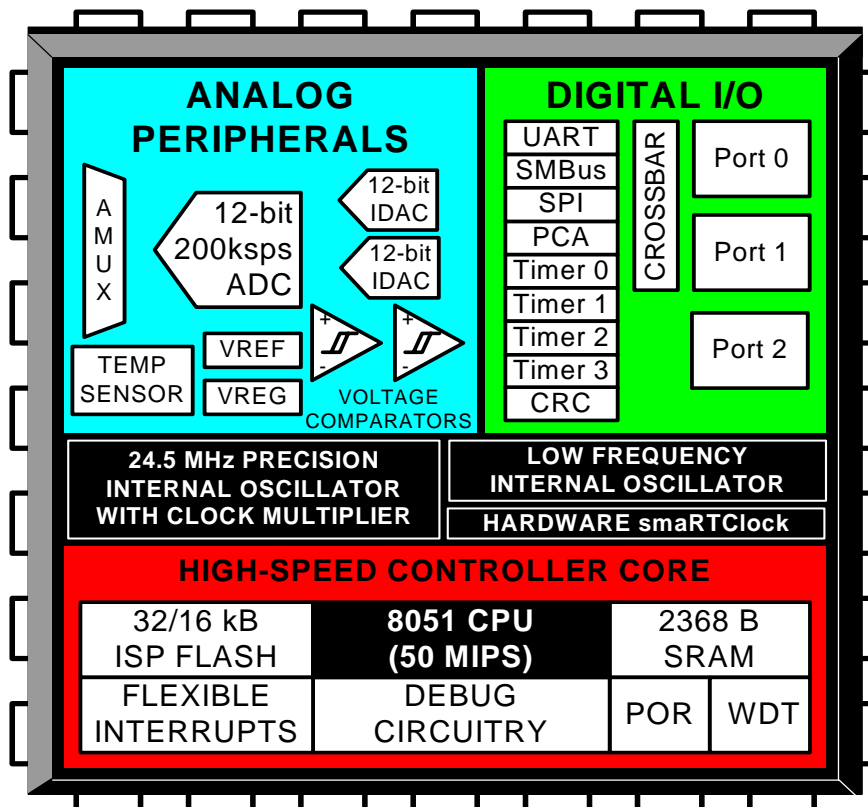 ANALOG
PERIPHERALS
A
M
U
X
12-bit
200ksps
ADC
12-bit
IDAC
12-bit
IDAC
+
-
+
-
TEMP
SENSOR
VREF
VREG
VOLTAGE
COMPARATORS
DIGITAL I/O
UART
SMBus
SPI
PCA
Timer 0
Timer 1
Timer 2
Timer 3
CRC
CROSSBAR
Port 0
Port 1
Port 2
24.5 MHz PRECISION
INTERNAL OSCILLATOR
WITH CLOCK MULTIPLIER
LOW FREQUENCY
INTERNAL OSCILLATOR
HARDWARE smaRTClock
HIGH-SPEED CONTROLLER CORE
32/16 kB
ISP FLASH
8051 CPU
(50 MIPS)
2368 B
SRAM
FLEXIBLE
INTERRUPTS
DEBUG
CIRCUITRY
POR
WDT